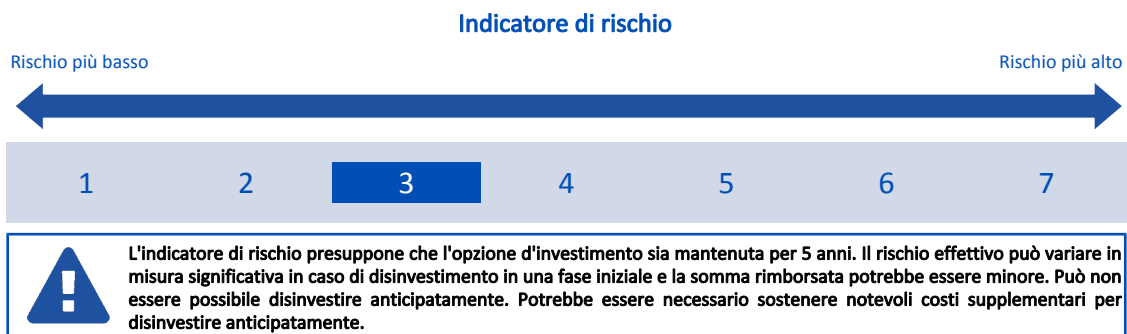 Indicatore di rischio
Rischio più basso Rischio più alto
1 2 3 4 5 6 7
L'indicatore di rischio presuppone che l'opzione d'investimento sia mantenuta per 5 anni. Il rischio effettivo può variare in
misura significativa in caso di disinvestimento in una fase iniziale e la somma rimborsata potrebbe essere minore. Può non
essere possibile disinvestire anticipatamente. Potrebbe essere necessario sostenere notevoli costi supplementari per
disinvestire anticipatamente.